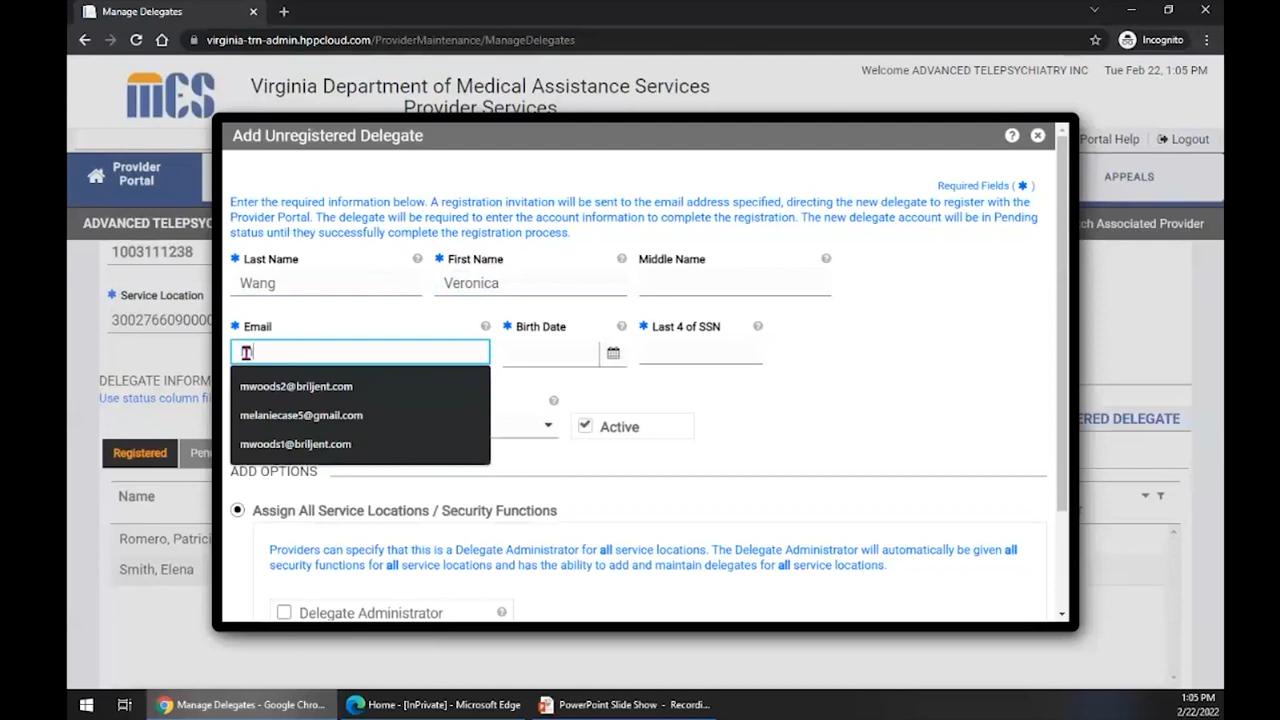 Manage Delegates
virginia-trn-admin.hppcloud.com/ProviderMaintenance/ManageDelegates
Incognito
mes
Virginia Department of Medical Assistance Services
Provider Services
Welcome ADVANCED TELEPSYCHIATRY INC
Tue Feb 22, 1:05 PM
Portal Help
Logout
Provider
Portal
APPEALS
ADVANCED TELEPSYC
ch Associated Provider
1003111238
* Service Location
3002766090000
DELEGATE INFORM
Use status column fil
ERED DELEGATE
Registered
Pen
Name
Romero, Patrici
Smith, Elena
Add Unregistered Delegate
Required Fields ( * )
Enter the required information below. A registration invitation will be sent to the email address specified, directing the new delegate to register with the
Provider Portal. The delegate will be required to enter the account information to complete the registration. The new delegate account will be in Pending
status until they successfully complete the registration process.
* Last Name
* First Name
Middle Name
Wang
Veronica
* Email
* Birth Date
* Last 4 of SSN
mwoods2@briljent.com
melaniecase5@gmail.com
mwoods1@briljent.com
Active
ADD OPTIONS
Assign All Service Locations / Security Functions
Providers can specify that this is a Delegate Administrator for all service locations. The Delegate Administrator will automatically be given all
security functions for all service locations and has the ability to add and maintain delegates for all service locations.
Delegate Administrator
Manage Delegates - Google Chro...
Home - [InPrivate] - Microsoft Edge
PowerPoint Slide Show - Recordi...
1:05 PM
2/22/2022